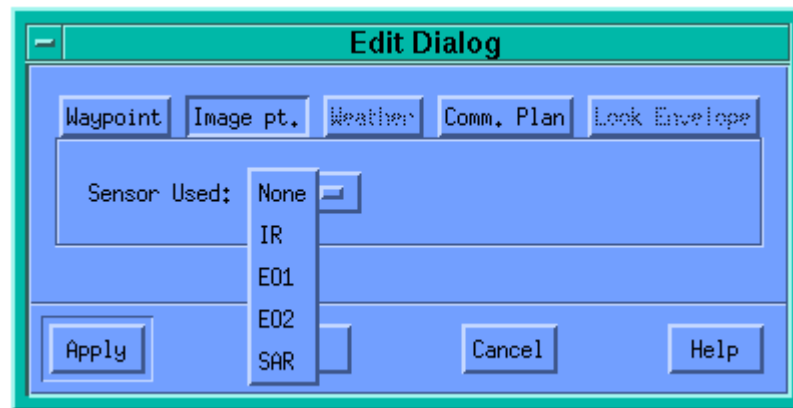 Edit Dialog
Waypoint Image pt. Weather Comm. Plan Look Envelope
Sensor Used: None
IR
EO1
EO2
SAR
Apply Cancel Help